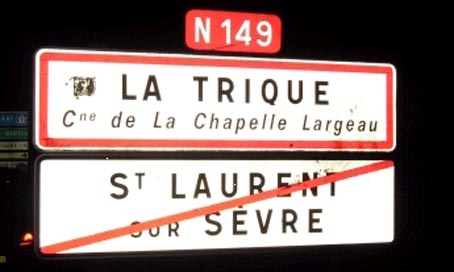 N 149
LA TRIQUE
Cne de La Chapelle Largeau
ST LAURENT
SUR SÈVRE